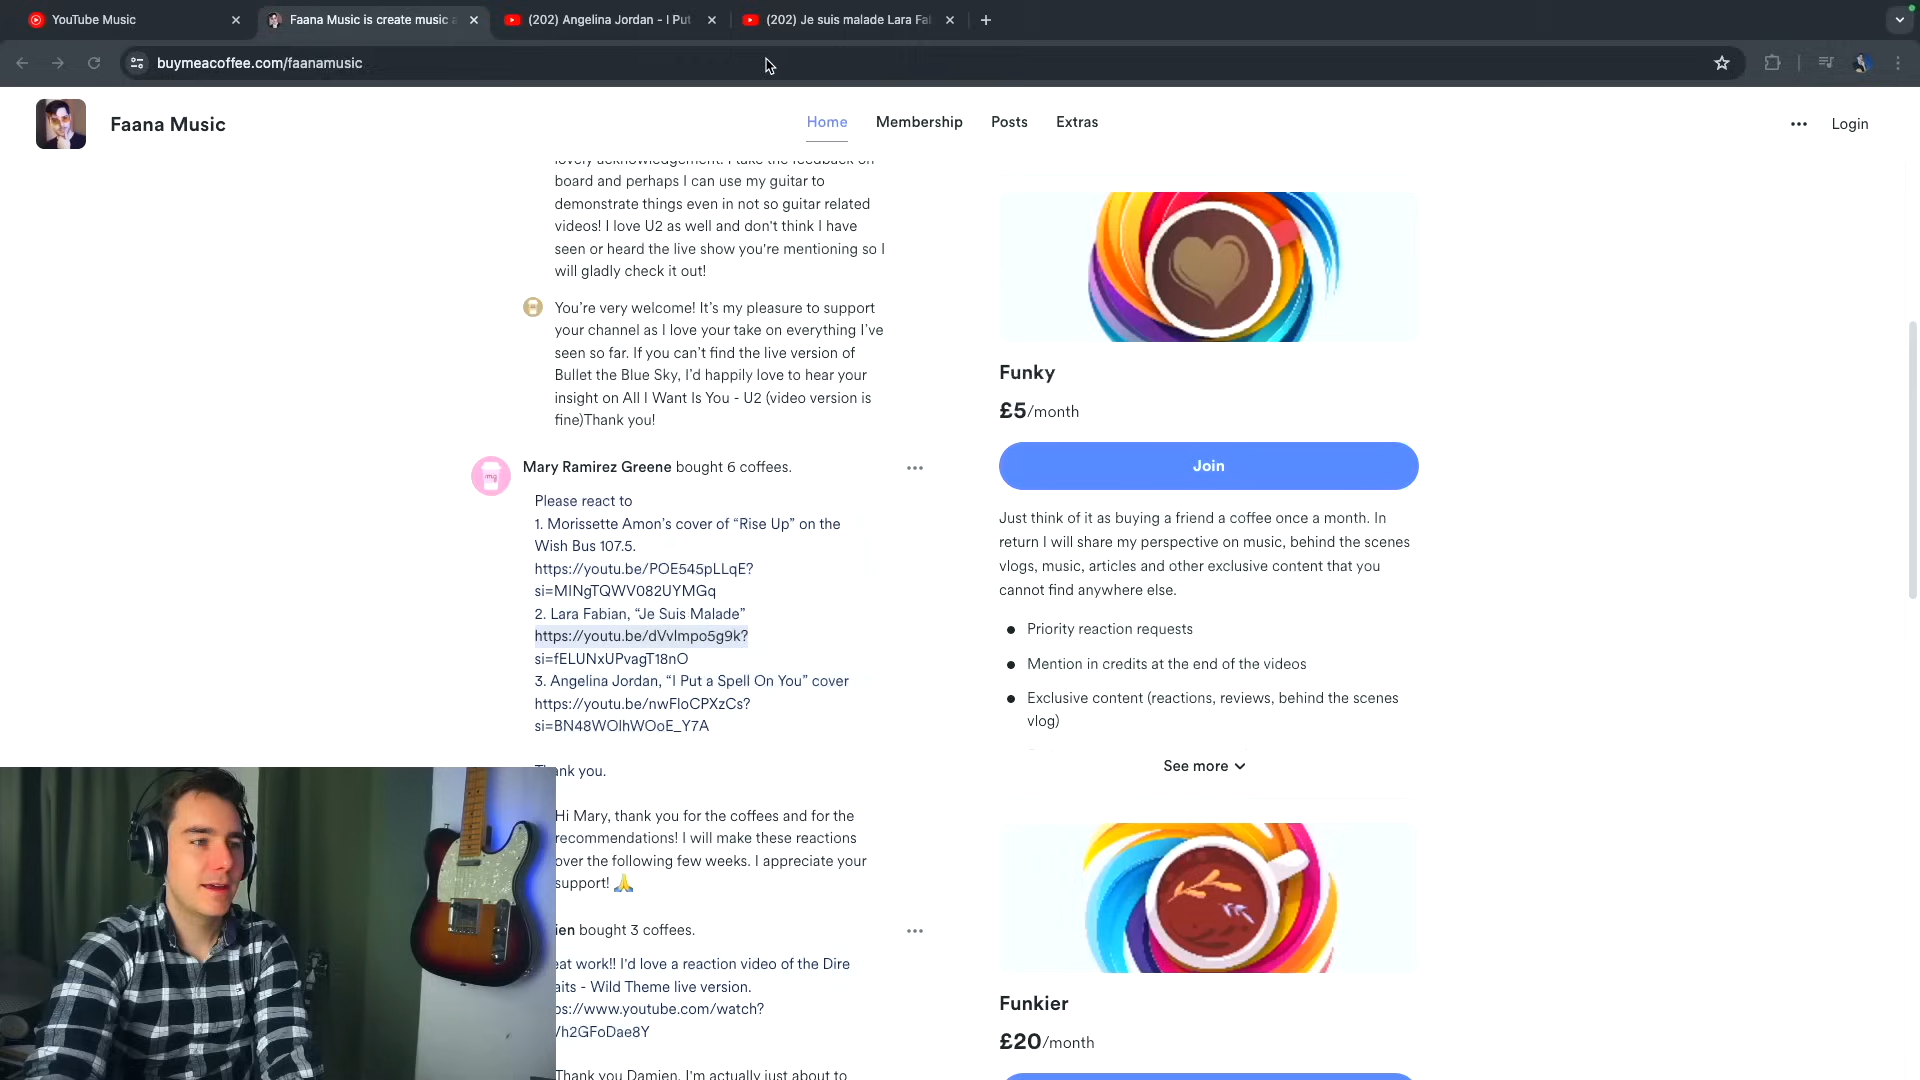 YouTube Music
Faana Music is create music a
(202) Angelina Jordan - I Put
(202) Je suis malade Lara Fal
buymeacoffee.com/faanamusic
Faana Music
Home
Membership
Posts
Extras
Login
lovely acknowledgement. I take the feedback on
board and perhaps I can use my guitar to
demonstrate things even in not so guitar related
videos! I love U2 as well and don't think I have
seen or heard the live show you're mentioning so I
will gladly check it out!
You're very welcome! It's my pleasure to support
your channel as I love your take on everything I've
seen so far. If you can't find the live version of
Bullet the Blue Sky, I'd happily love to hear your
insight on All I Want Is You - U2 (video version is
fine)Thank you!
mg
Mary Ramirez Greene bought 6 coffees.
Please react to
1. Morissette Amon's cover of “Rise Up” on the
Wish Bus 107.5.
https://youtu.be/POE545pLLqE?
si=MINgTQWV082UYMGq
2. Lara Fabian, “Je Suis Malade”
https://youtu.be/dVvlmpo5g9k?
si=fELUNxUPvagT18nO
3. Angelina Jordan, “I Put a Spell On You” cover
https://youtu.be/nwFloCPXzCs?
si=BN48WOlhWOoE_Y7A
ank you.
Hi Mary, thank you for the coffees and for the
recommendations! I will make these reactions
over the following few weeks. I appreciate your
support! 🙏
ien bought 3 coffees.
eat work!! I'd love a reaction video of the Dire
aits - Wild Theme live version.
ps://www.youtube.com/watch?
/h2GFoDae8Y
Thank you Damien. I'm actually just about to
Funky
£5/month
Join
Just think of it as buying a friend a coffee once a month. In
return I will share my perspective on music, behind the scenes
vlogs, music, articles and other exclusive content that you
cannot find anywhere else.
Priority reaction requests
Mention in credits at the end of the videos
Exclusive content (reactions, reviews, behind the scenes
vlog)
See more
Funkier
£20/month